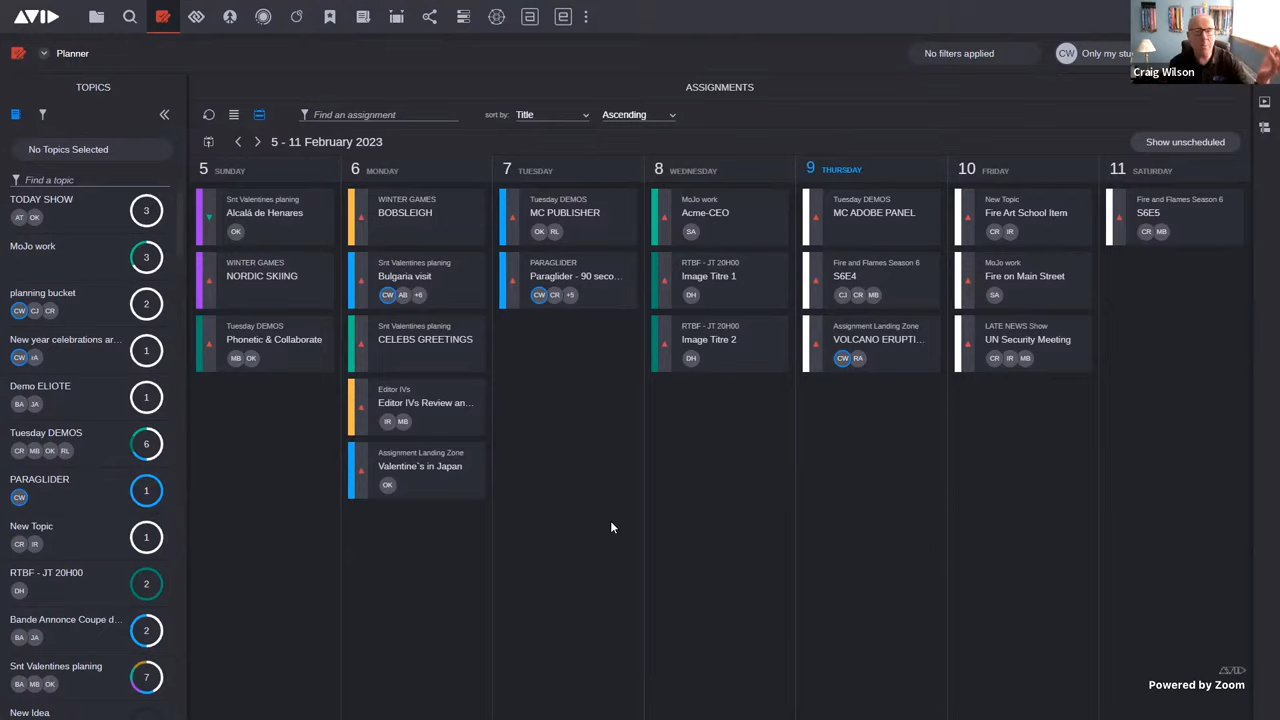 AVID
Planner
No filters applied
CW
Only my stu
Craig Wilson
TOPICS
ASSIGNMENTS
Find an assignment
sort by:
Title
Ascending
No Topics Selected
5 - 11 February 2023
Show unscheduled
Find a topic
TODAY SHOW
AT OK
3
MoJo work
3
planning bucket
CW CJ CR
2
New year celebrations ar...
CW rA
1
Demo ELIOTE
BA JA
1
Tuesday DEMOS
CR MB OK RL
6
PARAGLIDER
CW
1
New Topic
CR IR
1
RTBF - JT 20H00
DH
2
Bande Annonce Coupe d...
BA JA
2
Snt Valentines planing
BA MB OK
7
New Idea
5 SUNDAY
Snt Valentines planing
Alcalá de Henares
OK
WINTER GAMES
NORDIC SKIING
Tuesday DEMOS
Phonetic & Collaborate
MB OK
6 MONDAY
WINTER GAMES
BOBSLEIGH
Snt Valentines planing
Bulgaria visit
CW AB +6
Snt Valentines planing
CELEBS GREETINGS
Editor IVs
Editor IVs Review an...
IR MB
Assignment Landing Zone
Valentine`s in Japan
OK
7 TUESDAY
Tuesday DEMOS
MC PUBLISHER
OK RL
PARAGLIDER
Paraglider - 90 seco...
CW CR +5
8 WEDNESDAY
MoJo work
Acme-CEO
SA
RTBF - JT 20H00
Image Titre 1
DH
RTBF - JT 20H00
Image Titre 2
DH
9 THURSDAY
Tuesday DEMOS
MC ADOBE PANEL
Fire and Flames Season 6
S6E4
CJ CR MB
Assignment Landing Zone
VOLCANO ERUPTI...
CW RA
10 FRIDAY
New Topic
Fire Art School Item
CR IR
MoJo work
Fire on Main Street
SA
LATE NEWS Show
UN Security Meeting
CR IR MB
11 SATURDAY
Fire and Flames Season 6
S6E5
CR MB
AVID
Powered by Zoom